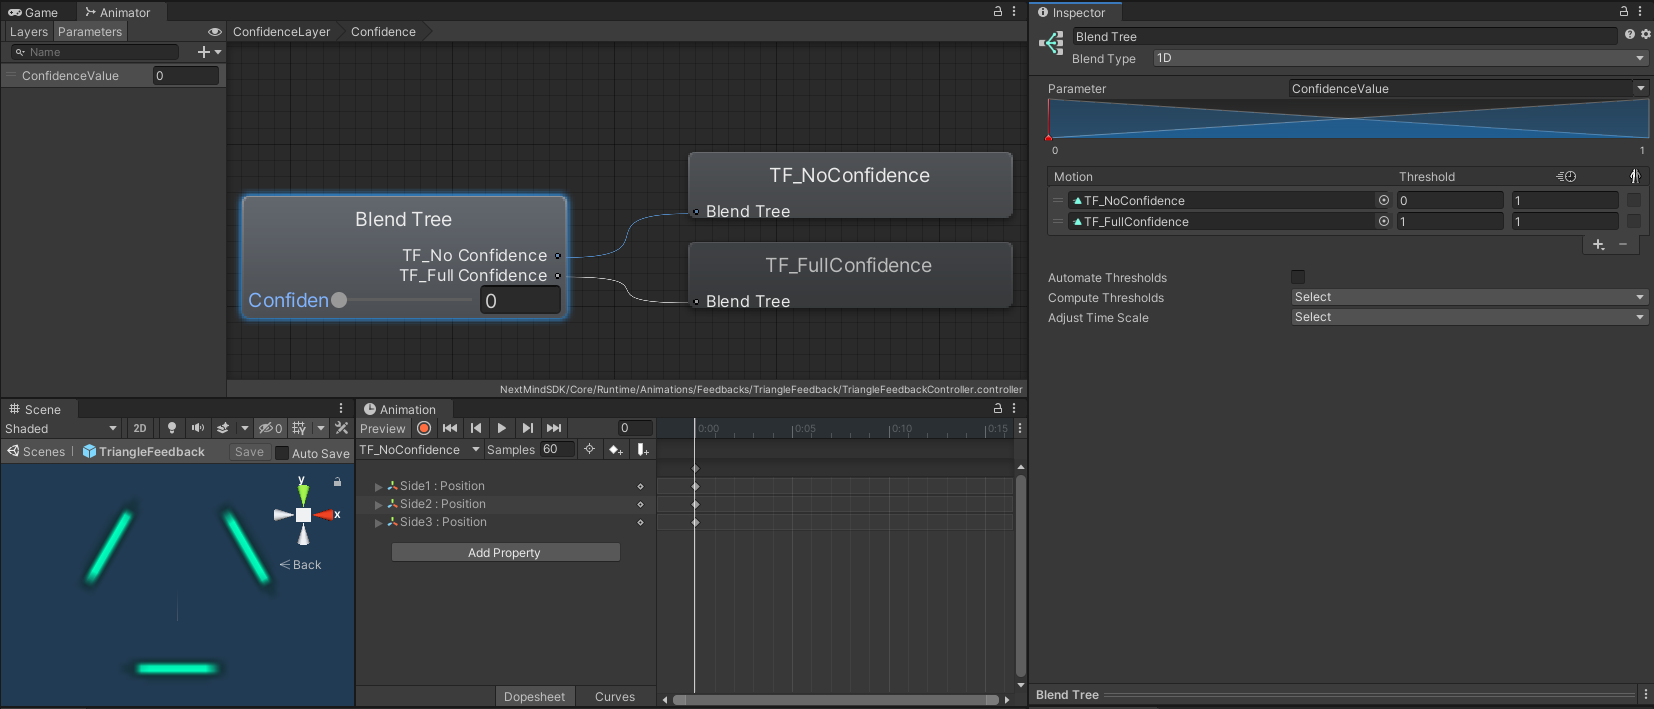 Game
Animator
Layers
Parameters
Name
ConfidenceValue
0
ConfidenceLayer
Confidence
TF_NoConfidence
Blend Tree
Blend Tree
TF_No Confidence
TF_Full Confidence
Confiden
0
TF_FullConfidence
Blend Tree
NextMindSDK/Core/Runtime/Animations/Feedbacks/TriangleFeedback/TriangleFeedbackController.controller
Scene
Shaded
2D
0
Scenes
TriangleFeedback
Save
Auto Save
y
x
Back
Animation
Preview
0
0:00
0:05
0:10
0:15
TF_NoConfidence
Samples
60
Side1 : Position
Side2 : Position
Side3 : Position
Add Property
Dopesheet
Curves
Inspector
Blend Tree
Blend Type
1D
Parameter
ConfidenceValue
0
1
Motion
Threshold
TF_NoConfidence
0
1
TF_FullConfidence
1
1
Automate Thresholds
Compute Thresholds
Select
Adjust Time Scale
Select
Blend Tree